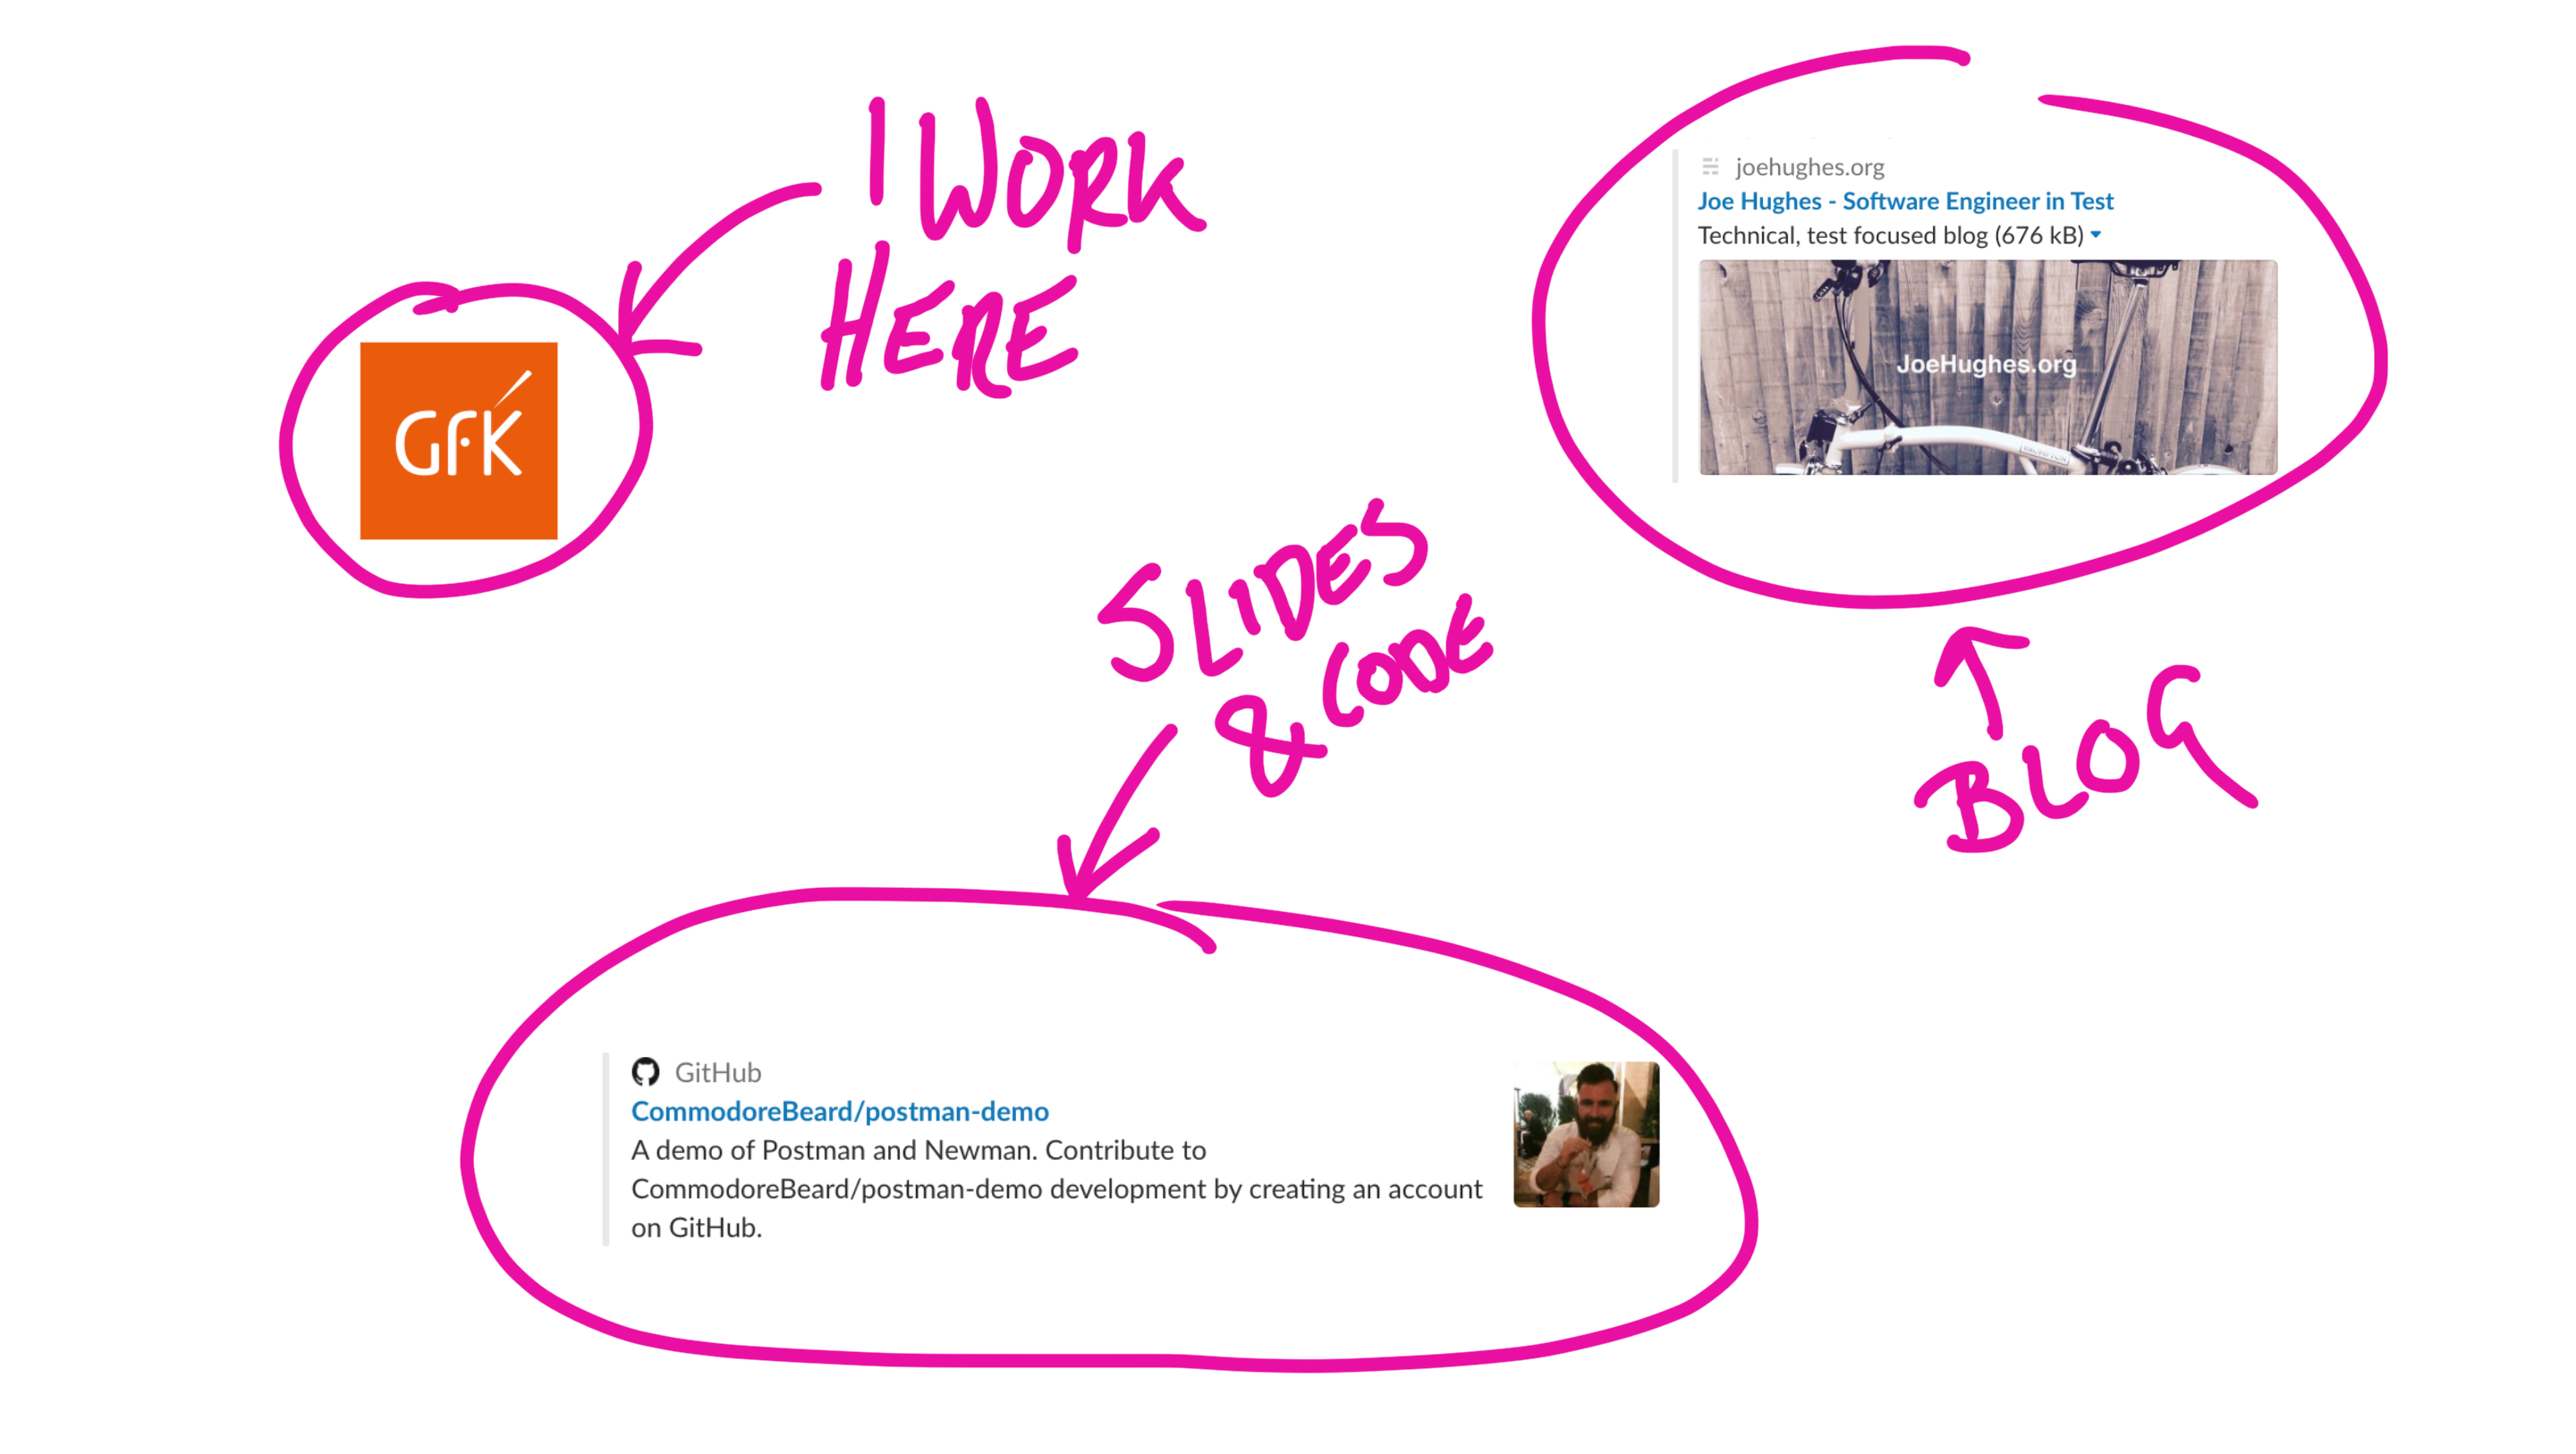 I WORK
HERE
GFK
joehughes.org
Joe Hughes - Software Engineer in Test
Technical, test focused blog (676 kB)
JoeHughes.org
BROMPTON
BLOG
SLIDES
& CODE
GitHub
CommodoreBeard/postman-demo
A demo of Postman and Newman. Contribute to
CommodoreBeard/postman-demo development by creating an account
on GitHub.